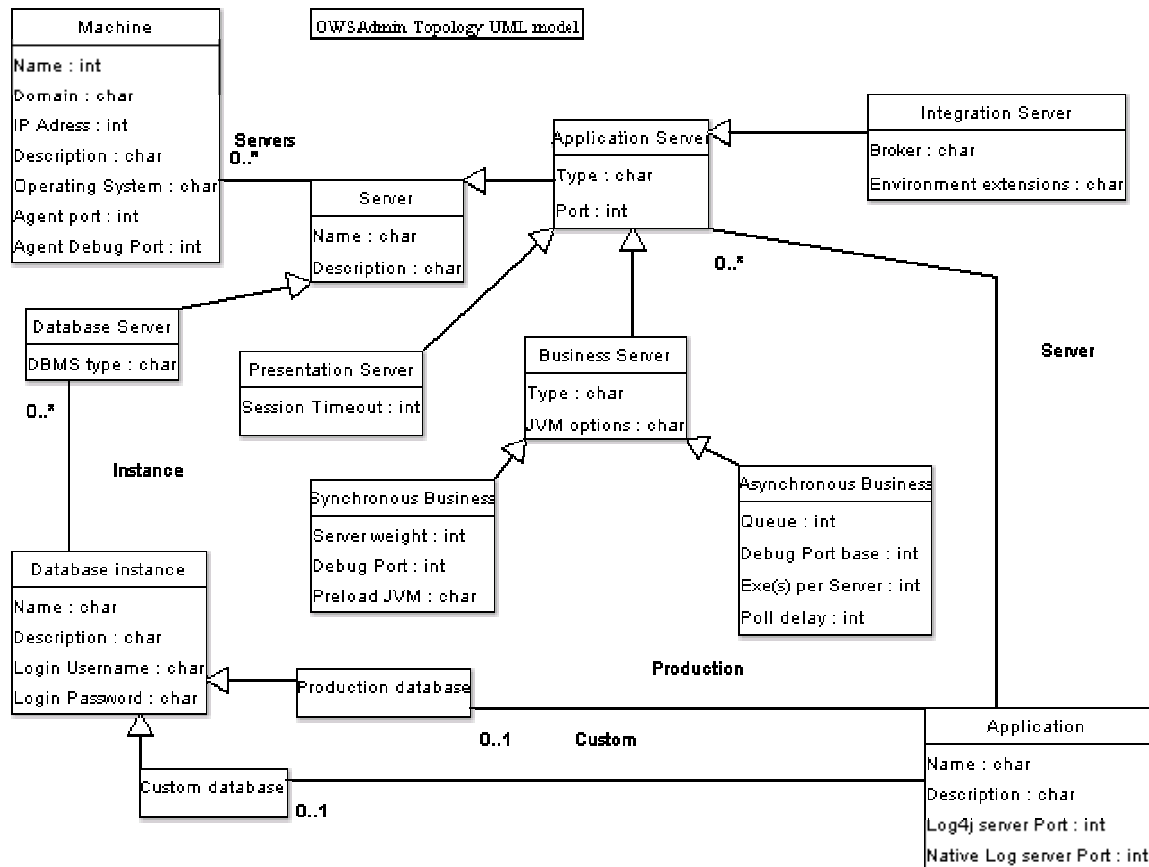 OWSAdmin Topology UML model
Machine
Name : int
Domain : char
IP Adress : int
Description : char
Operating System : char
Agent port : int
Agent Debug Port : int
Servers
0..*
Server
Name : char
Description : char
Application Server
Type : char
Port : int
0..*
Integration Server
Broker : char
Environment extensions : char
Server
Database Server
DBMS type : char
0..*
Instance
Presentation Server
Session Timeout : int
Business Server
Type : char
JVM options : char
Synchronous Business
Server weight : int
Debug Port : int
Preload JVM : char
Asynchronous Business
Queue : int
Debug Port base : int
Exe(s) per Server : int
Poll delay : int
Database instance
Name : char
Description : char
Login Username : char
Login Password : char
Production database
Production
0..1
Custom
Custom database
0..1
Application
Name : char
Description : char
Log4j server Port : int
Native Log server Port : int